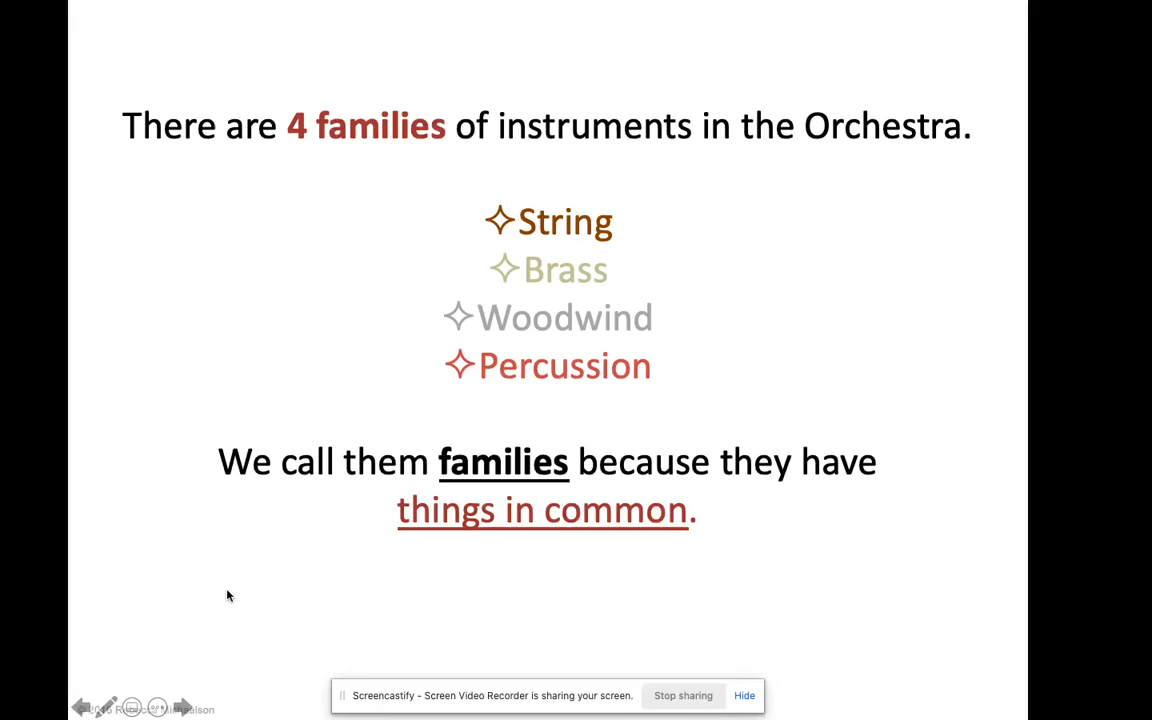 There are 4 families of instruments in the Orchestra.
✧String
✧Brass
✧Woodwind
✧Percussion
We call them families because they have
things in common.
Screencastify - Screen Video Recorder is sharing your screen. Stop sharing Hide